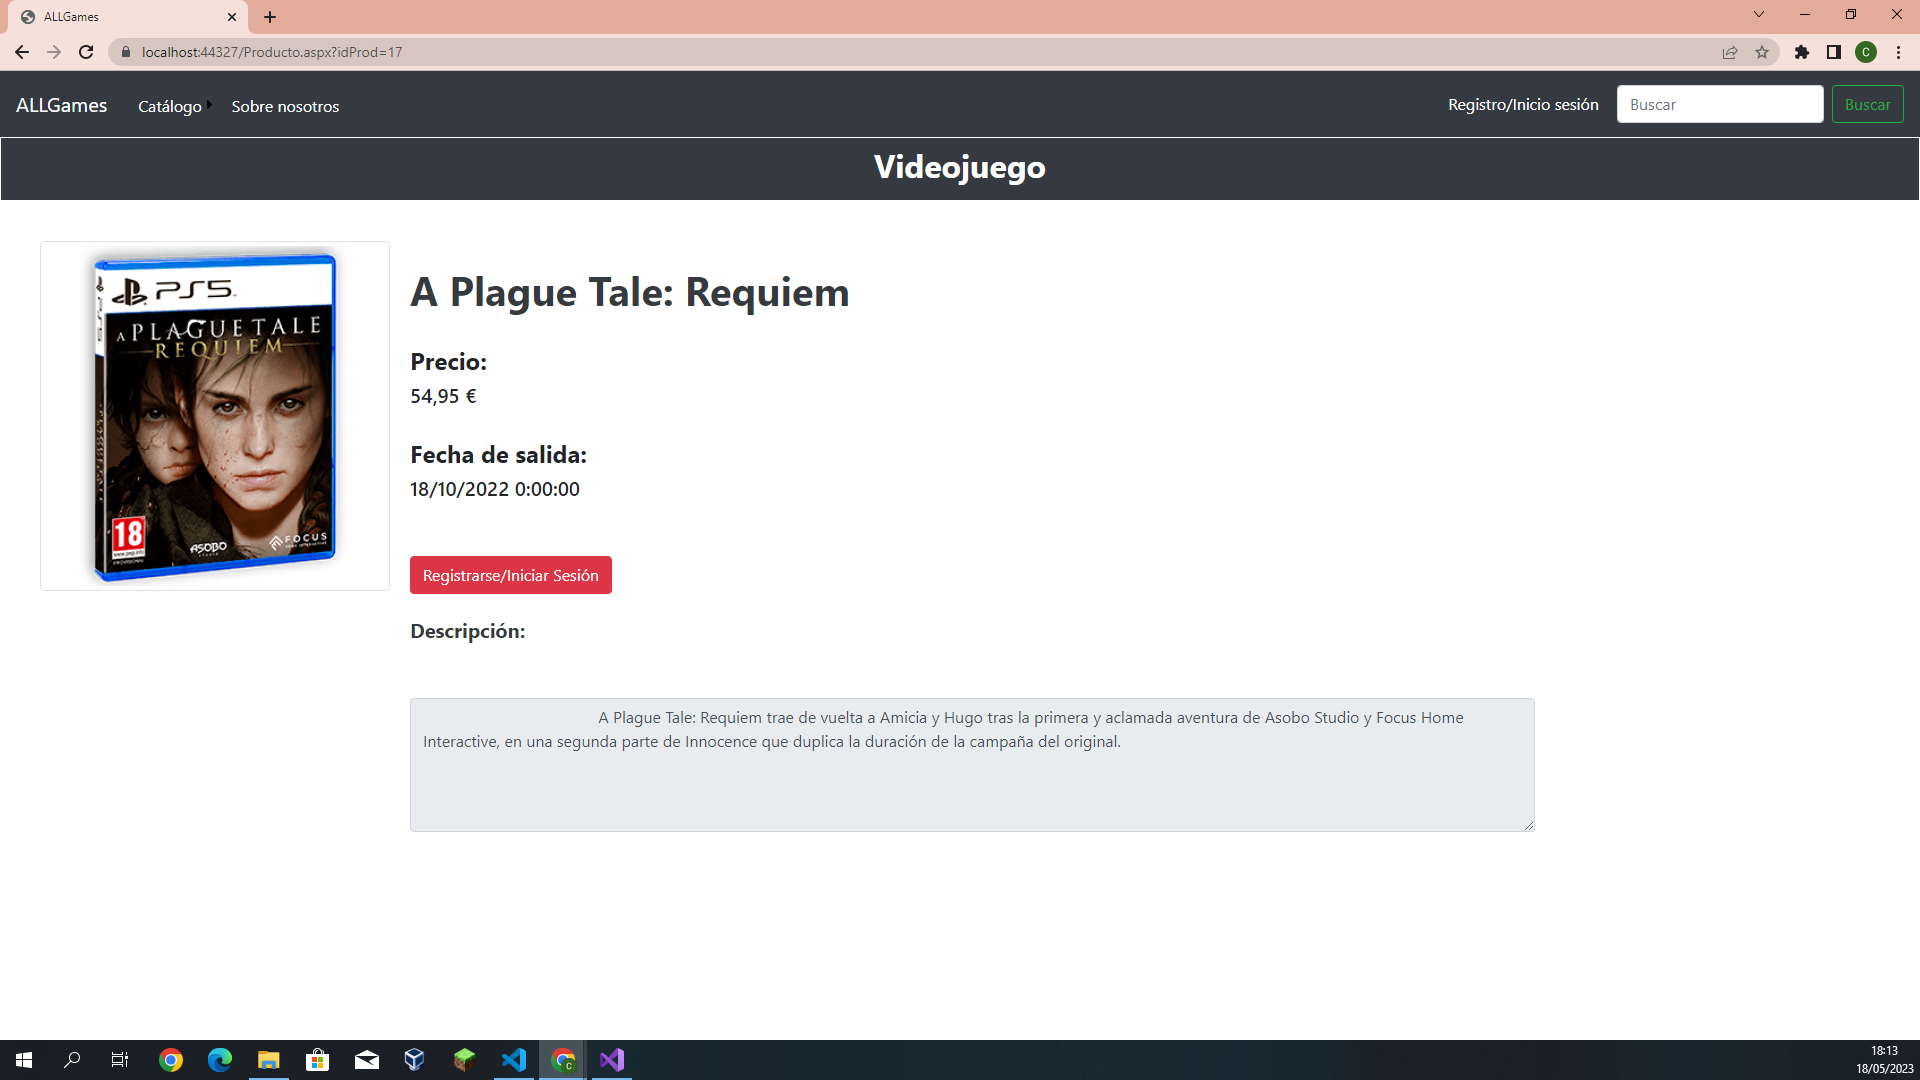 ALLGames
localhost:44327/Producto.aspx?idProd=17
C
ALLGames Catálogo Sobre nosotros Registro/Inicio sesión Buscar Buscar
Videojuego
PS5
A PLAGUE TALE
REQUIEM
18
ASOBO
FOCUS
A Plague Tale: Requiem
Precio:
54,95 €
Fecha de salida:
18/10/2022 0:00:00
Registrarse/Iniciar Sesión
Descripción:
A Plague Tale: Requiem trae de vuelta a Amicia y Hugo tras la primera y aclamada aventura de Asobo Studio y Focus Home
Interactive, en una segunda parte de Innocence que duplica la duración de la campaña del original.
C
18:13
18/05/2023